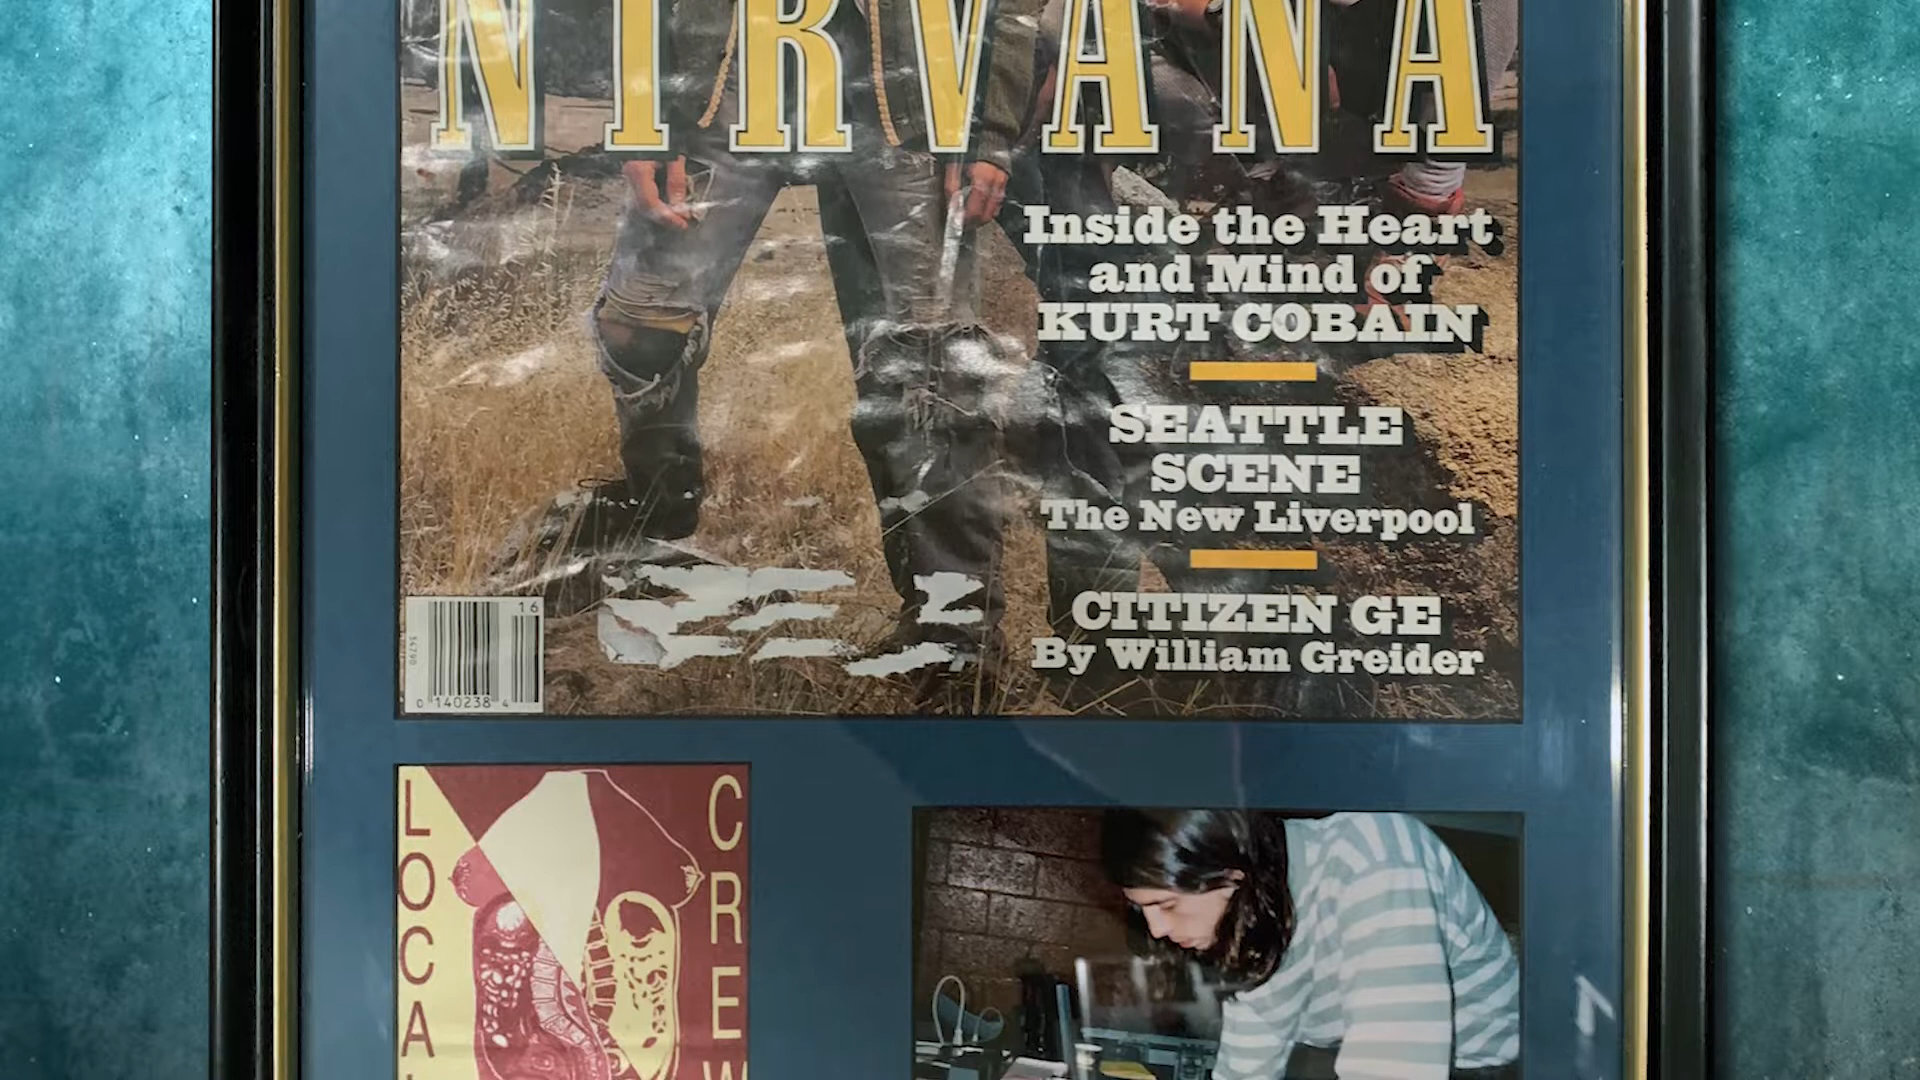 NIRVANA
Inside the Heart
and Mind of
KURT COBAIN
SEATTLE
SCENE
The New Liverpool
CITIZEN GE
By William Greider
16
0 140238 4
LOCAL
CREW